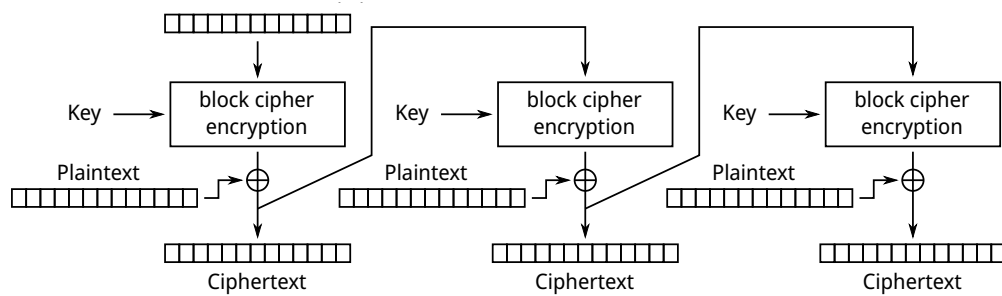 block cipher
encryption
Key
Plaintext
Ciphertext
block cipher
encryption
Key
Plaintext
Ciphertext
block cipher
encryption
Key
Plaintext
Ciphertext